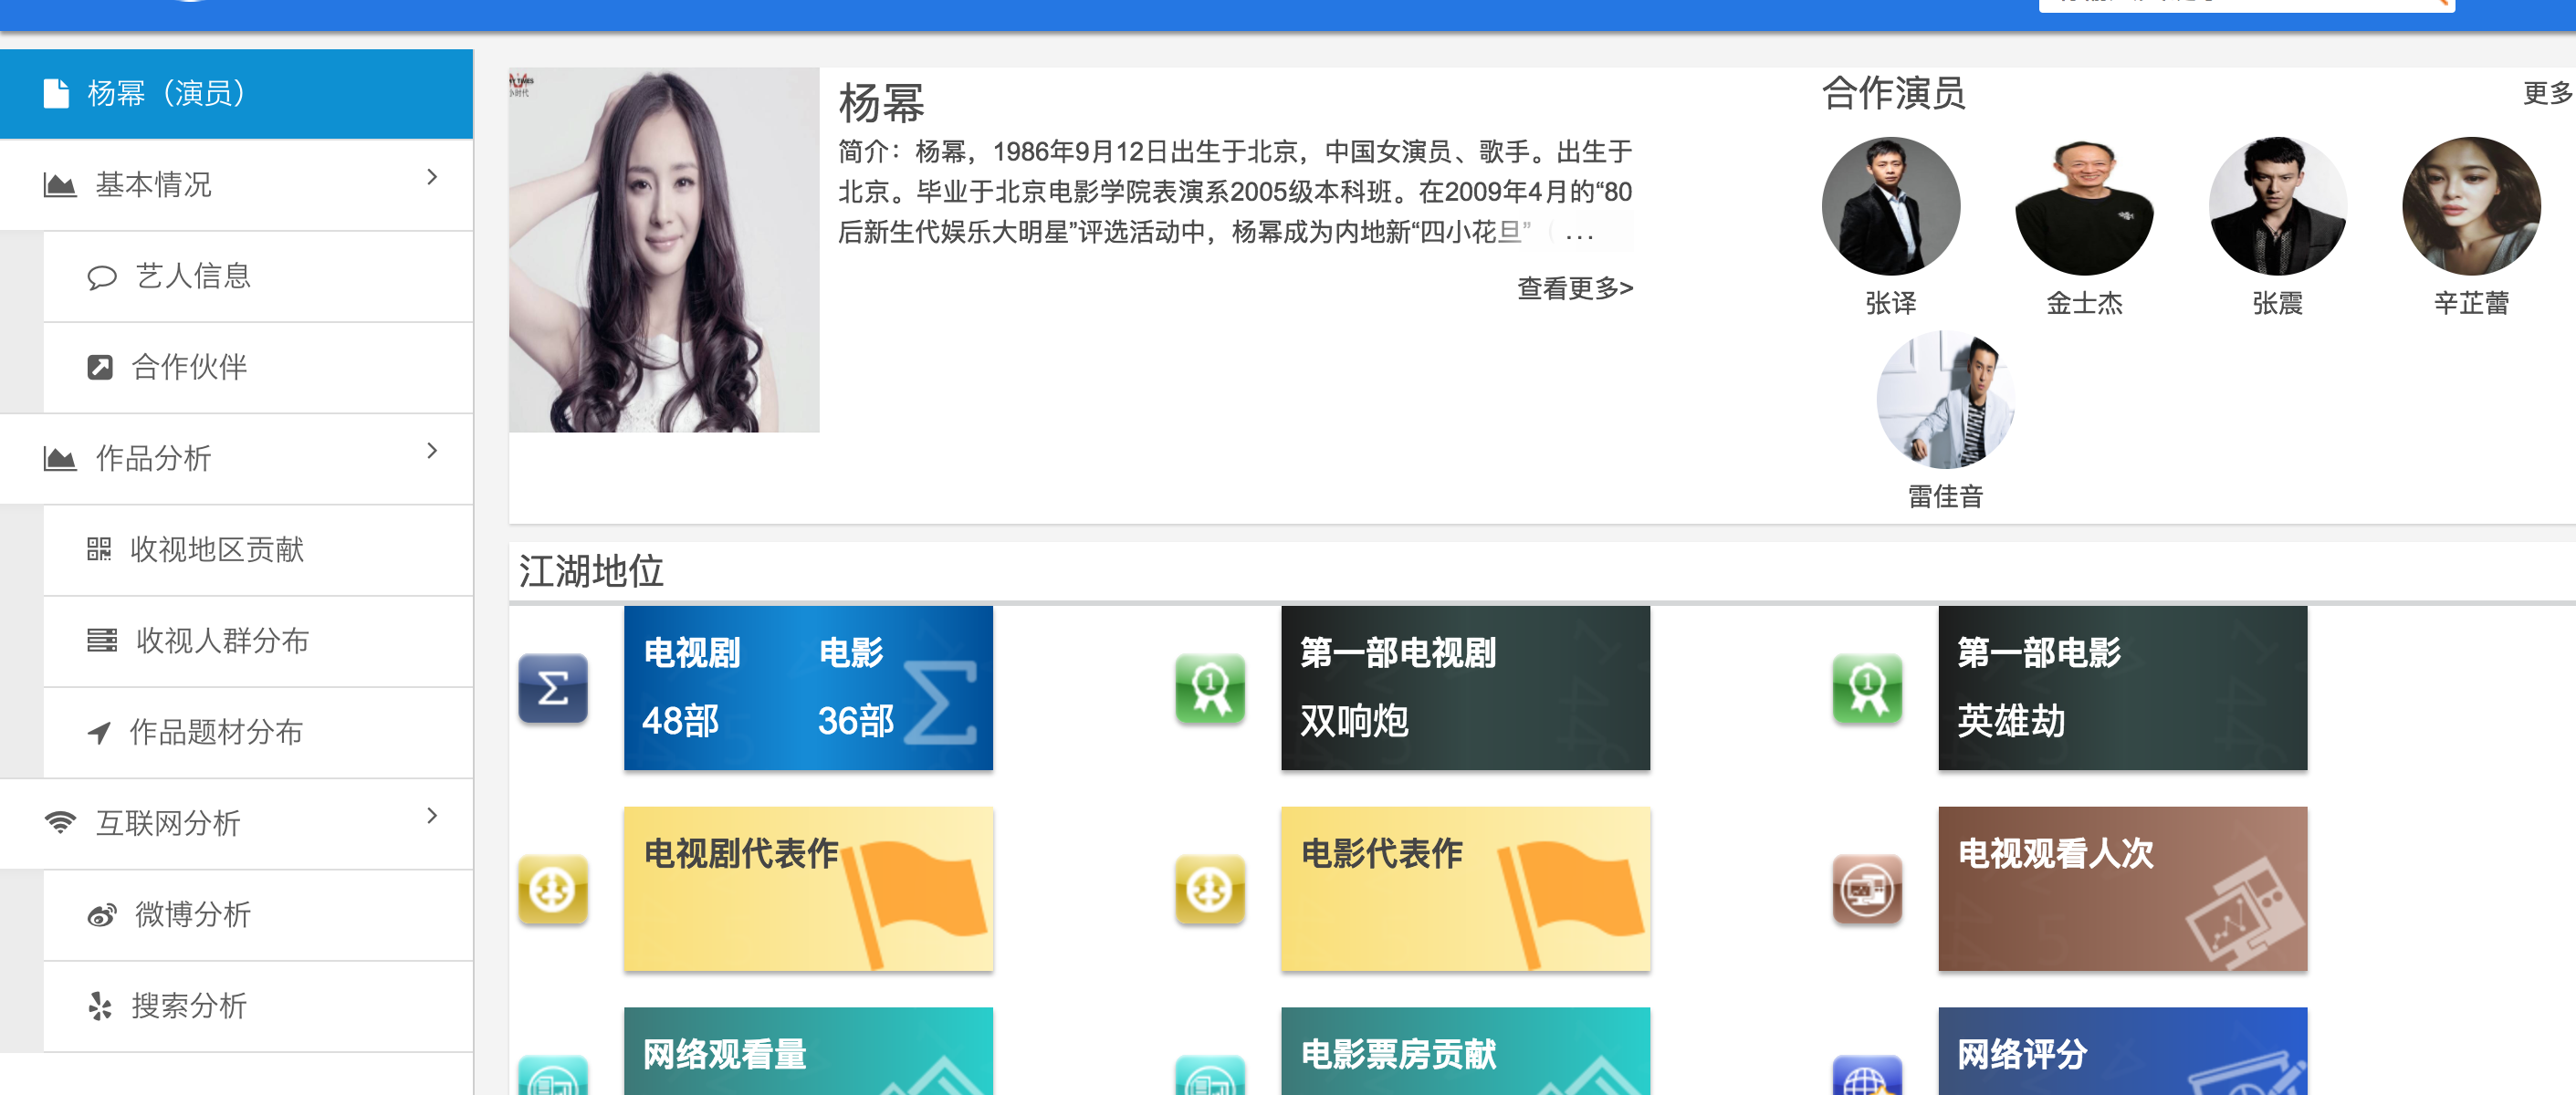 杨幂（演员）
基本情况
艺人信息
合作伙伴
作品分析
收视地区贡献
收视人群分布
作品题材分布
互联网分析
微博分析
搜索分析
杨幂
简介：杨幂，1986年9月12日出生于北京，中国女演员、歌手。出生于
北京。毕业于北京电影学院表演系2005级本科班。在2009年4月的“80
后新生代娱乐大明星”评选活动中，杨幂成为内地新“四小花旦”（ ...
查看更多>
合作演员
更多
张译
金士杰
张震
辛芷蕾
雷佳音
江湖地位
电视剧 电影
48部 36部
第一部电视剧
双响炮
第一部电影
英雄劫
电视剧代表作
电影代表作
电视观看人次
网络观看量
电影票房贡献
网络评分